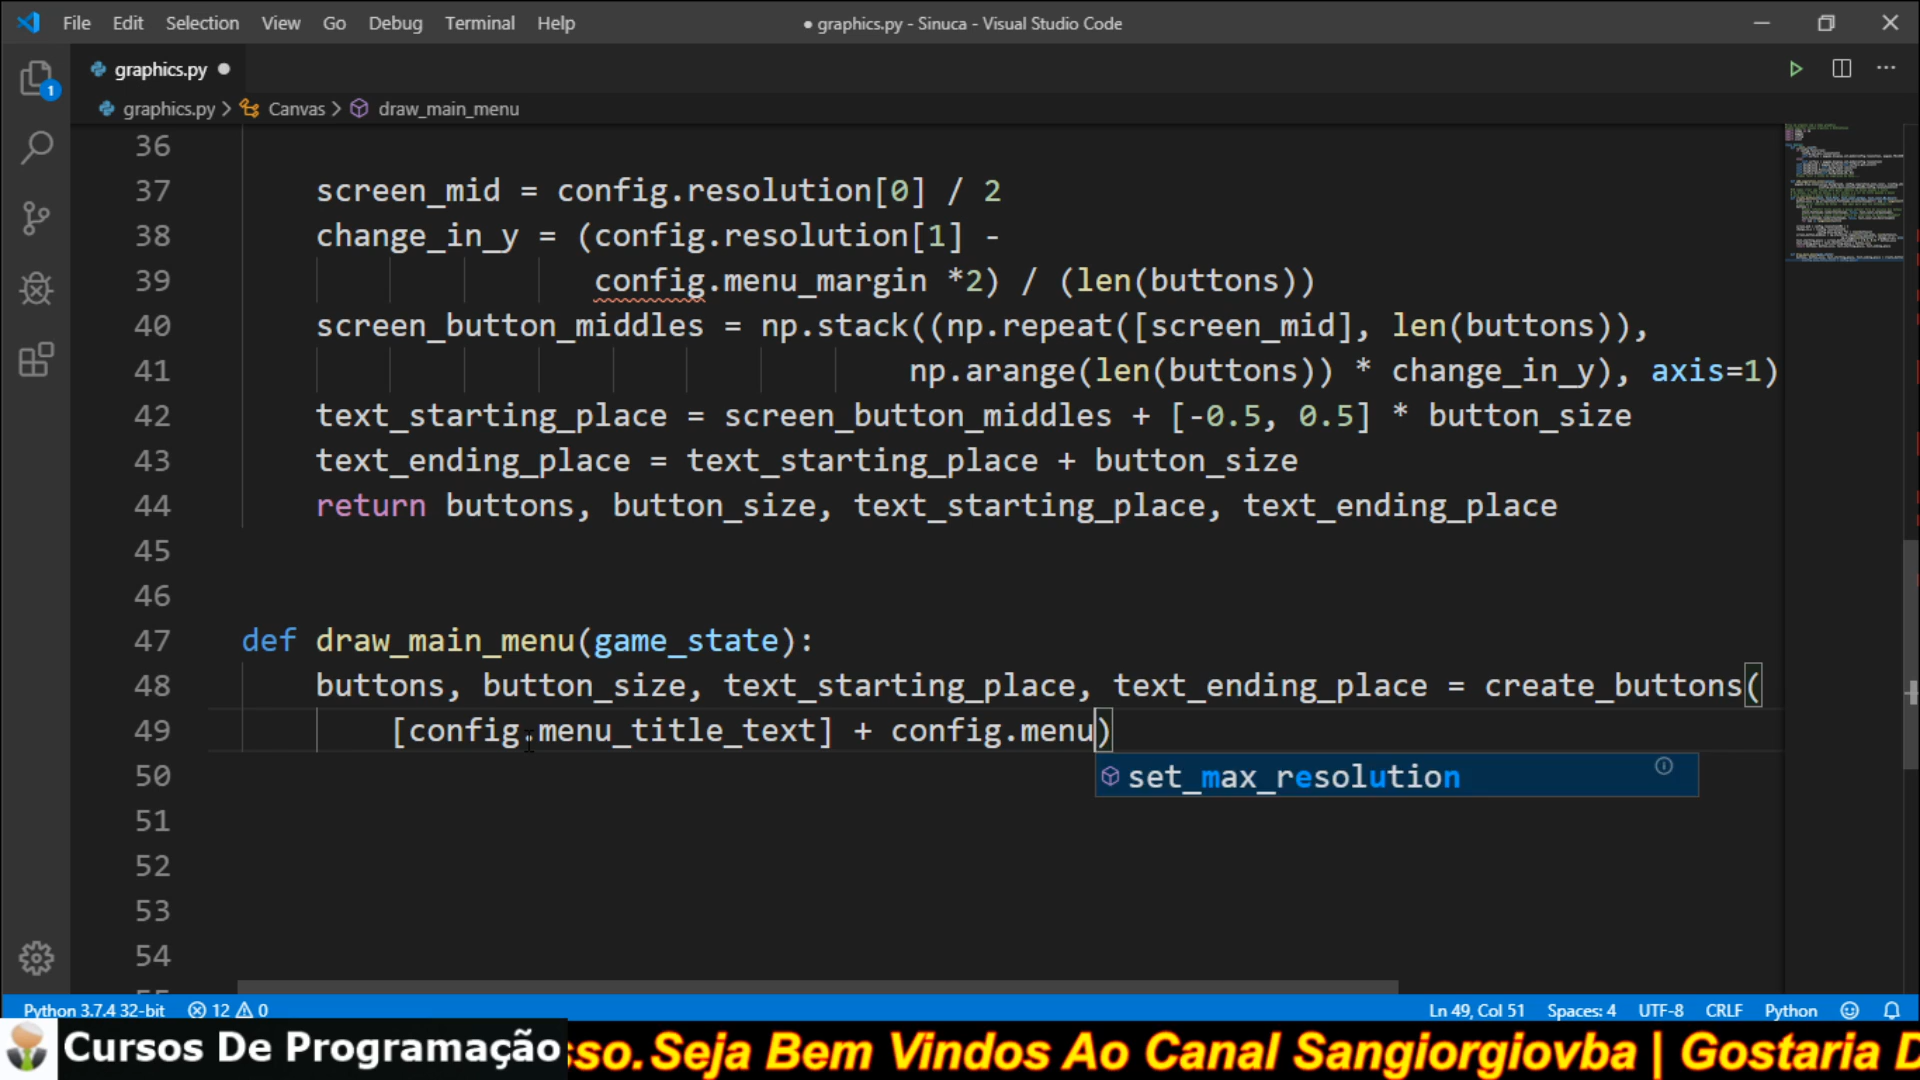 File Edit Selection View Go Debug Terminal Help
● graphics.py - Sinuca - Visual Studio Code
graphics.py
graphics.py > Canvas > draw_main_menu
1
36
37 screen_mid = config.resolution[0] / 2
38 change_in_y = (config.resolution[1] -
39 config.menu_margin *2) / (len(buttons))
40 screen_button_middles = np.stack((np.repeat([screen_mid], len(buttons)),
41 np.arange(len(buttons)) * change_in_y), axis=1)
42 text_starting_place = screen_button_middles + [-0.5, 0.5] * button_size
43 text_ending_place = text_starting_place + button_size
44 return buttons, button_size, text_starting_place, text_ending_place
45
46
47 def draw_main_menu(game_state):
48 buttons, button_size, text_starting_place, text_ending_place = create_buttons(
49 [config.menu_title_text] + config.menu)
set_max_resolution
50
51
52
53
54
Python 3.7.4 32-bit 12 0 Ln 49, Col 51 Spaces: 4 UTF-8 CRLF Python
Cursos De Programação sso. Seja Bem Vindos Ao Canal Sangiorgiovba | Gostaria D